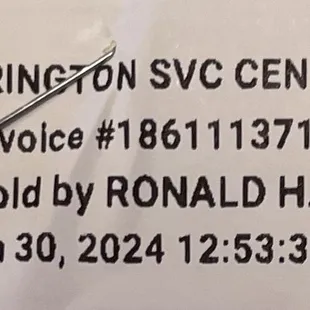 RINGTON SVC CEN
voice #186111371
old by RONALD H.
30, 2024 12:53:3